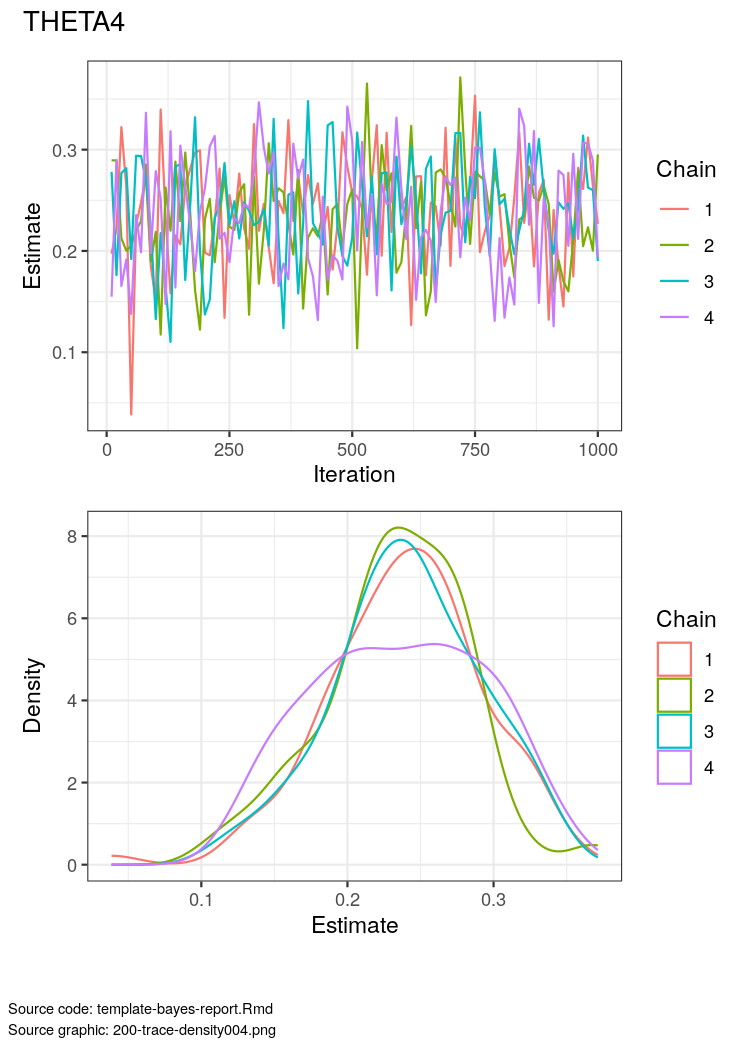 THETA4
0.3
0.2
0.1
Estimate
0
250
500
750
1000
Iteration
Chain
1
2
3
4
8
6
4
2
0
Density
0.1
0.2
0.3
Estimate
Chain
1
2
3
4
Source code: template-bayes-report.Rmd
Source graphic: 200-trace-density004.png